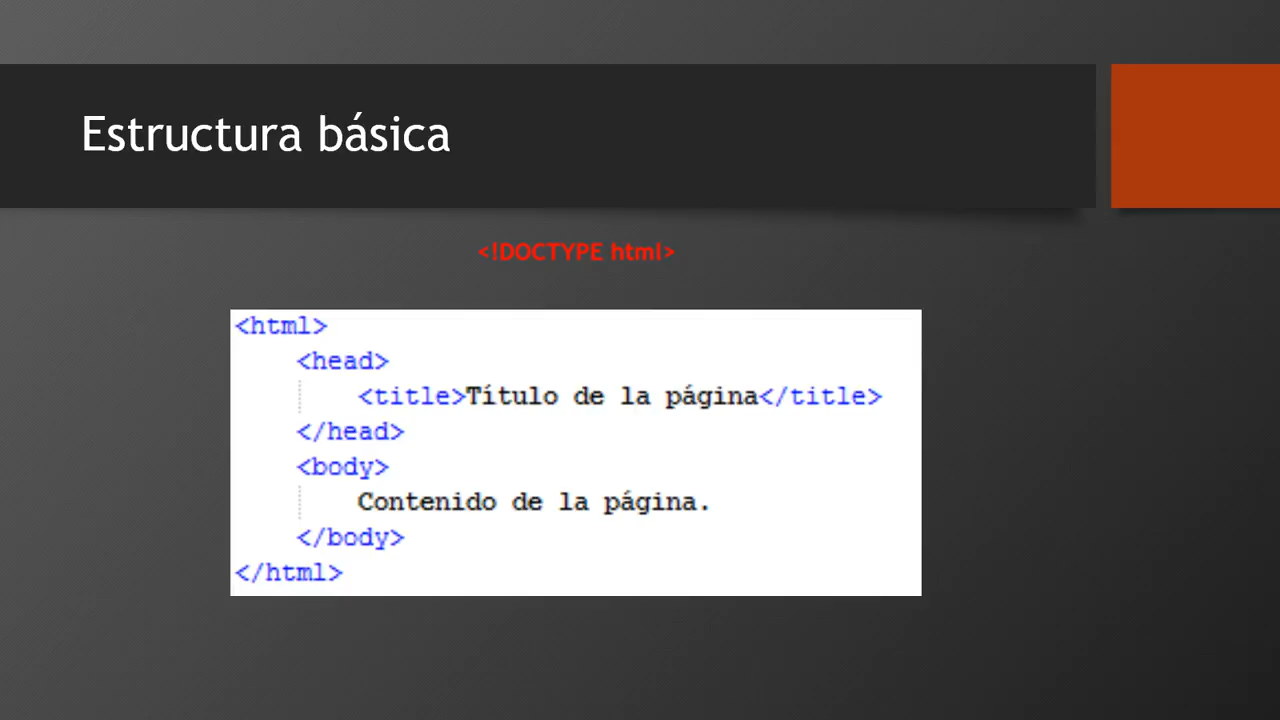 Estructura básica
<!DOCTYPE html>
<html>
<head>
<title>Título de la página</title>
</head>
<body>
Contenido de la página.
</body>
</html>